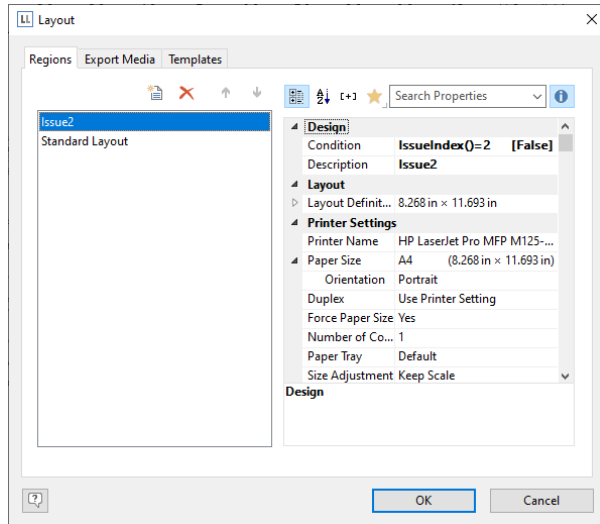 LL Layout
Regions Export Media Templates
Search Properties
Issue2
Standard Layout
Design
Condition IssueIndex()=2 [False]
Description Issue2
Layout
Layout Definit... 8.268 in × 11.693 in
Printer Settings
Printer Name HP LaserJet Pro MFP M125-...
Paper Size A4 (8.268 in × 11.693 in)
Orientation Portrait
Duplex Use Printer Setting
Force Paper Size Yes
Number of Co... 1
Paper Tray Default
Size Adjustment Keep Scale
Design
OK Cancel